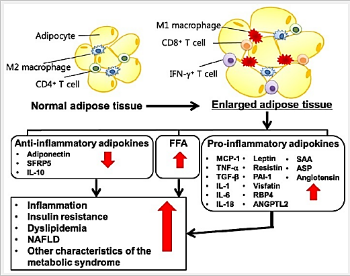 Adipocyte
M2 macrophage
CD4+ T cell
M1 macrophage
CD8+ T cell
IFN-γ+ T cell
Normal adipose tissue
Enlarged adipose tissue
Anti-inflammatory adipokines
• Adiponectin
• SFRP5
• IL-10
FFA
Pro-inflammatory adipokines
• MCP-1 • Leptin • SAA
• TNF-α • Resistin • ASP
• TGF-β • PAI-1 • Angiotensin
• IL-1 • Visfatin
• IL-6 • RBP4
• IL-18 • ANGPTL2
• Inflammation
• Insulin resistance
• Dyslipidemia
• NAFLD
• Other characteristics of the
metabolic syndrome